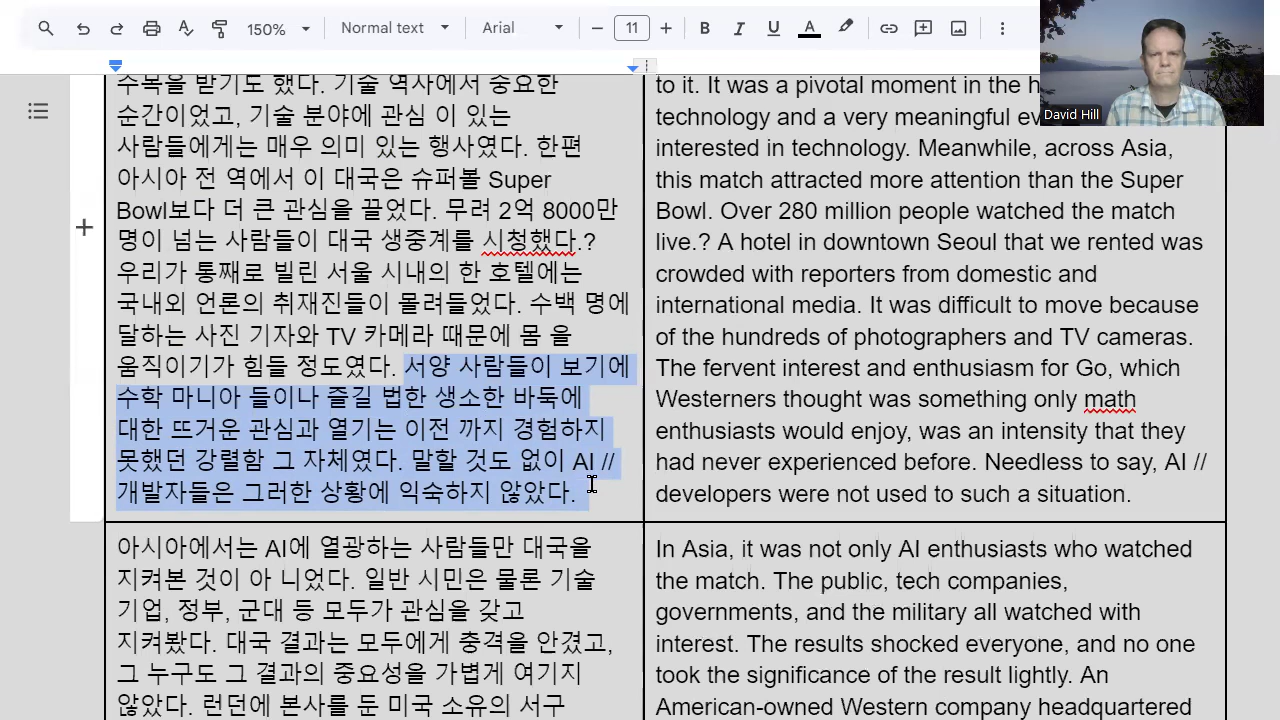 150%
Normal text
Arial
11
B
I
U
A
David Hill
수목을 받기도 했다. 기술 역사에서 중요한
순간이었고, 기술 분야에 관심 이 있는
사람들에게는 매우 의미 있는 행사였다. 한편
아시아 전 역에서 이 대국은 슈퍼볼 Super
Bowl보다 더 큰 관심을 끌었다. 무려 2억 8000만
명이 넘는 사람들이 대국 생중계를 시청했다.?
우리가 통째로 빌린 서울 시내의 한 호텔에는
국내외 언론의 취재진들이 몰려들었다. 수백 명에
달하는 사진 기자와 TV 카메라 때문에 몸 을
움직이기가 힘들 정도였다. 서양 사람들이 보기에
수학 마니아 들이나 즐길 법한 생소한 바둑에
대한 뜨거운 관심과 열기는 이전 까지 경험하지
못했던 강렬함 그 자체였다. 말할 것도 없이 AI //
개발자들은 그러한 상황에 익숙하지 않았다.
to it. It was a pivotal moment in the h
technology and a very meaningful ev
interested in technology. Meanwhile, across Asia,
this match attracted more attention than the Super
Bowl. Over 280 million people watched the match
live.? A hotel in downtown Seoul that we rented was
crowded with reporters from domestic and
international media. It was difficult to move because
of the hundreds of photographers and TV cameras.
The fervent interest and enthusiasm for Go, which
Westerners thought was something only math
enthusiasts would enjoy, was an intensity that they
had never experienced before. Needless to say, AI //
developers were not used to such a situation.
아시아에서는 AI에 열광하는 사람들만 대국을
지켜본 것이 아 니었다. 일반 시민은 물론 기술
기업, 정부, 군대 등 모두가 관심을 갖고
지켜봤다. 대국 결과는 모두에게 충격을 안겼고,
그 누구도 그 결과의 중요성을 가볍게 여기지
않았다. 런던에 본사를 둔 미국 소유의 서구
In Asia, it was not only AI enthusiasts who watched
the match. The public, tech companies,
governments, and the military all watched with
interest. The results shocked everyone, and no one
took the significance of the result lightly. An
American-owned Western company headquartered